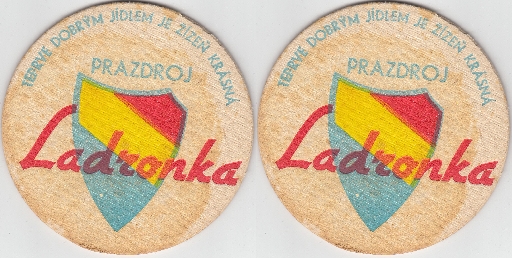 TEPRVE DOBRÝM JÍDLEM JE ŽÍZEŇ KRÁSNÁ
PRAZDROJ
Ladronka
TEPRVE DOBRÝM JÍDLEM JE ŽÍZEŇ KRÁSNÁ
PRAZDROJ
Ladronka